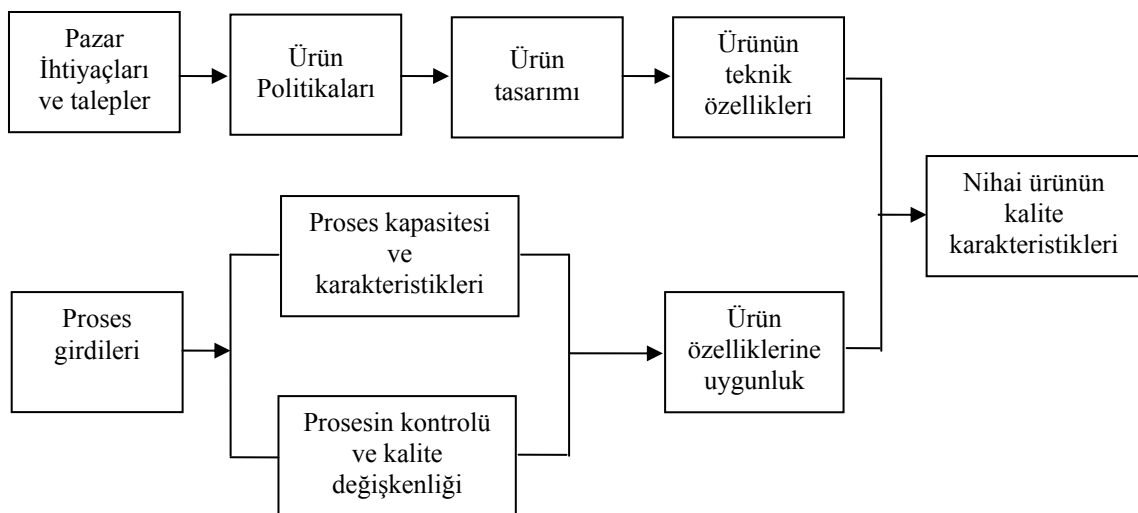 Pazar
İhtiyaçları
ve talepler
Ürün
Politikaları
Ürün
tasarımı
Ürünün
teknik
özellikleri
Nihai ürünün
kalite
karakteristikleri
Proses kapasitesi
ve
karakteristikleri
Proses
girdileri
Ürün
özelliklerine
uygunluk
Prosesin kontrolü
ve kalite
değişkenliği